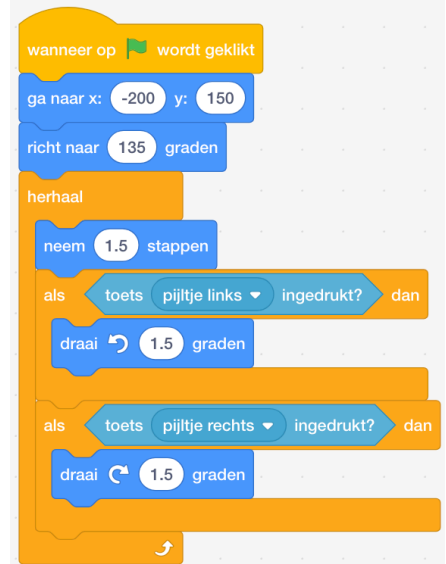 wanneer op wordt geklikt
ga naar x: -200 y: 150
richt naar 135 graden
herhaal
neem 1.5 stappen
als toets pijltje links ingedrukt? dan
draai 1.5 graden
als toets pijltje rechts ingedrukt? dan
draai 1.5 graden